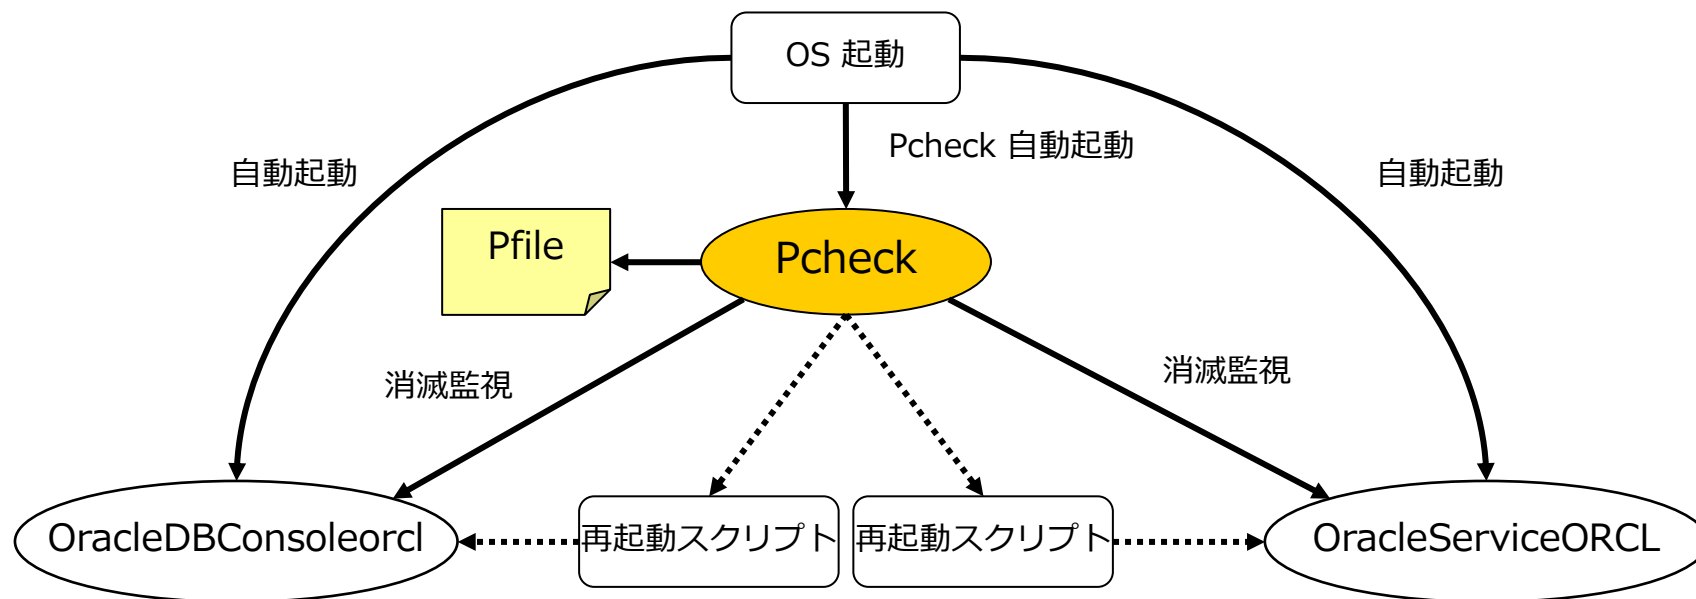 OS 起動
Pcheck 自動起動
自動起動
自動起動
Pfile
Pcheck
消滅監視
消滅監視
OracleDBConsoleorcl
再起動スクリプト
再起動スクリプト
OracleServiceORCL